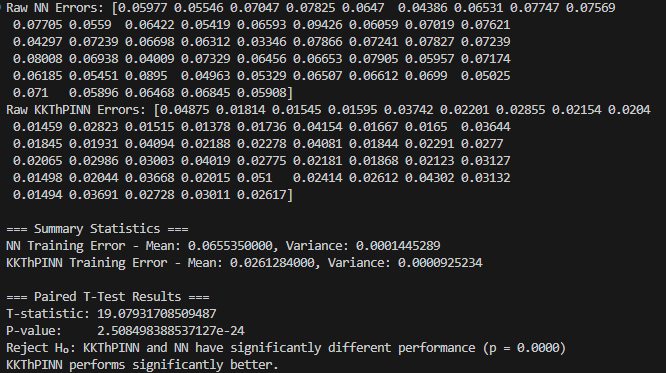 Raw NN Errors: [0.05977 0.05546 0.07047 0.07825 0.0647  0.04386 0.06531 0.07747 0.07569
 0.07705 0.0559  0.06422 0.05419 0.06593 0.09426 0.06059 0.07019 0.07621
 0.04297 0.07239 0.06698 0.06312 0.03346 0.07866 0.07241 0.07827 0.07239
 0.08008 0.06938 0.04009 0.07329 0.06456 0.06653 0.07905 0.05957 0.07174
 0.06185 0.05451 0.0895  0.04963 0.05329 0.06507 0.06612 0.0699  0.05025
 0.071   0.05896 0.06468 0.06845 0.05908]
Raw KKThPINN Errors: [0.04875 0.01814 0.01545 0.01595 0.03742 0.02201 0.02855 0.02154 0.0204
 0.01459 0.02823 0.01515 0.01378 0.01736 0.04154 0.01667 0.0165  0.03644
 0.01845 0.01931 0.04094 0.02188 0.02278 0.04081 0.01844 0.02291 0.0277
 0.02065 0.02986 0.03003 0.04019 0.02775 0.02181 0.01868 0.02123 0.03127
 0.01498 0.02044 0.03668 0.02015 0.051   0.02414 0.02612 0.04302 0.03132
 0.01494 0.03691 0.02728 0.03011 0.02617]
=== Summary Statistics ===
NN Training Error - Mean: 0.0655350000, Variance: 0.0001445289
KKThPINN Training Error - Mean: 0.0261284000, Variance: 0.0000925234
=== Paired T-Test Results ===
T-statistic: 19.07931708509487
P-value:     2.508498388537127e-24
Reject H₀: KKThPINN and NN have significantly different performance (p = 0.0000)
KKThPINN performs significantly better.